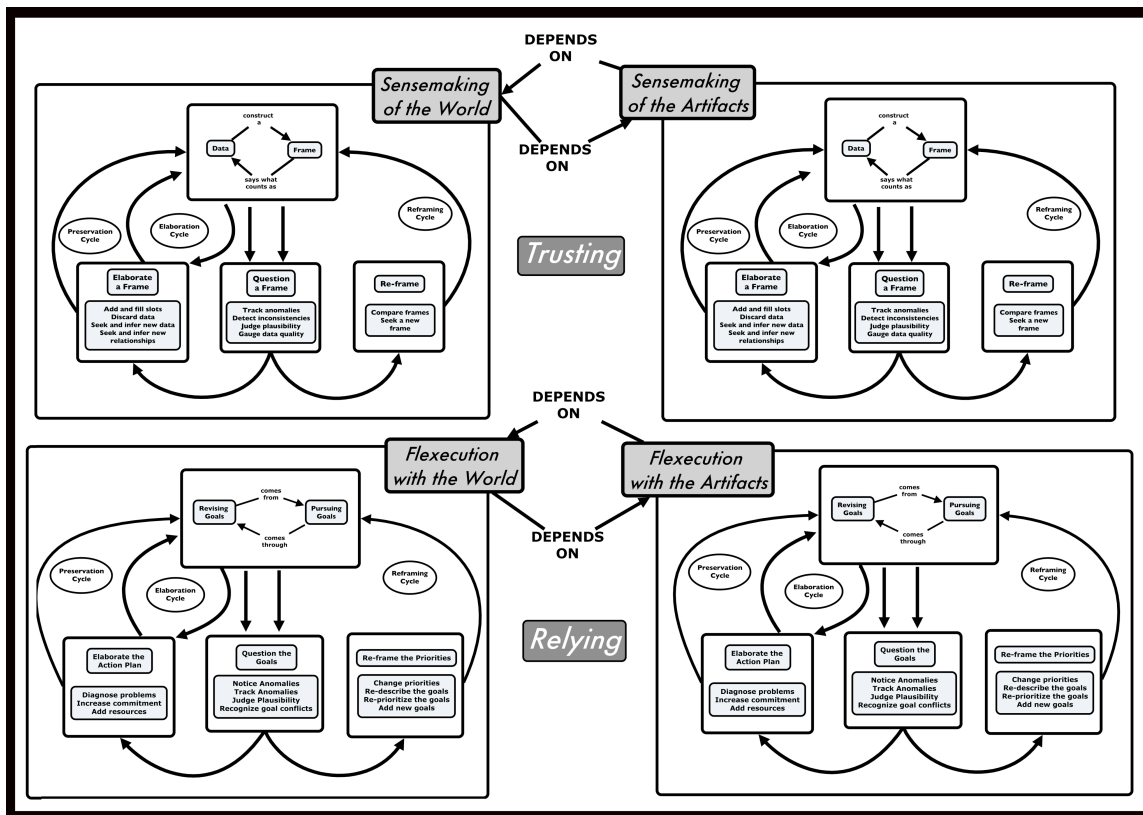 DEPENDS
ON
Sensemaking
of the World
Sensemaking
of the Artifacts
DEPENDS
ON
construct
a
Data
Frame
says what
counts as
Preservation
Cycle
Elaboration
Cycle
Reframing
Cycle
Elaborate
a Frame
Add and fill slots
Discard data
Seek and infer new data
Seek and infer new
relationships
Question
a Frame
Track anomalies
Detect inconsistencies
Judge plausibility
Gauge data quality
Re-frame
Compare frames
Seek a new
frame
Trusting
construct
a
Data
Frame
says what
counts as
Preservation
Cycle
Elaboration
Cycle
Reframing
Cycle
Elaborate
a Frame
Add and fill slots
Discard data
Seek and infer new data
Seek and infer new
relationships
Question
a Frame
Track anomalies
Detect inconsistencies
Judge plausibility
Gauge data quality
Re-frame
Compare frames
Seek a new
frame
DEPENDS
ON
Flexecution
with the World
Flexecution
with the Artifacts
DEPENDS
ON
comes
from
Revising
Goals
Pursuing
Goals
comes
through
Preservation
Cycle
Elaboration
Cycle
Reframing
Cycle
Elaborate the
Action Plan
Diagnose problems
Increase commitment
Add resources
Question the
Goals
Notice Anomalies
Track Anomalies
Judge Plausibility
Recognize goal conflicts
Re-frame the Priorities
Change priorities
Re-describe the goals
Re-prioritize the goals
Add new goals
Relying
comes
from
Revising
Goals
Pursuing
Goals
comes
through
Preservation
Cycle
Elaboration
Cycle
Reframing
Cycle
Elaborate the
Action Plan
Diagnose problems
Increase commitment
Add resources
Question the
Goals
Notice Anomalies
Track Anomalies
Judge Plausibility
Recognize goal conflicts
Re-frame the Priorities
Change priorities
Re-describe the goals
Re-prioritize the goals
Add new goals